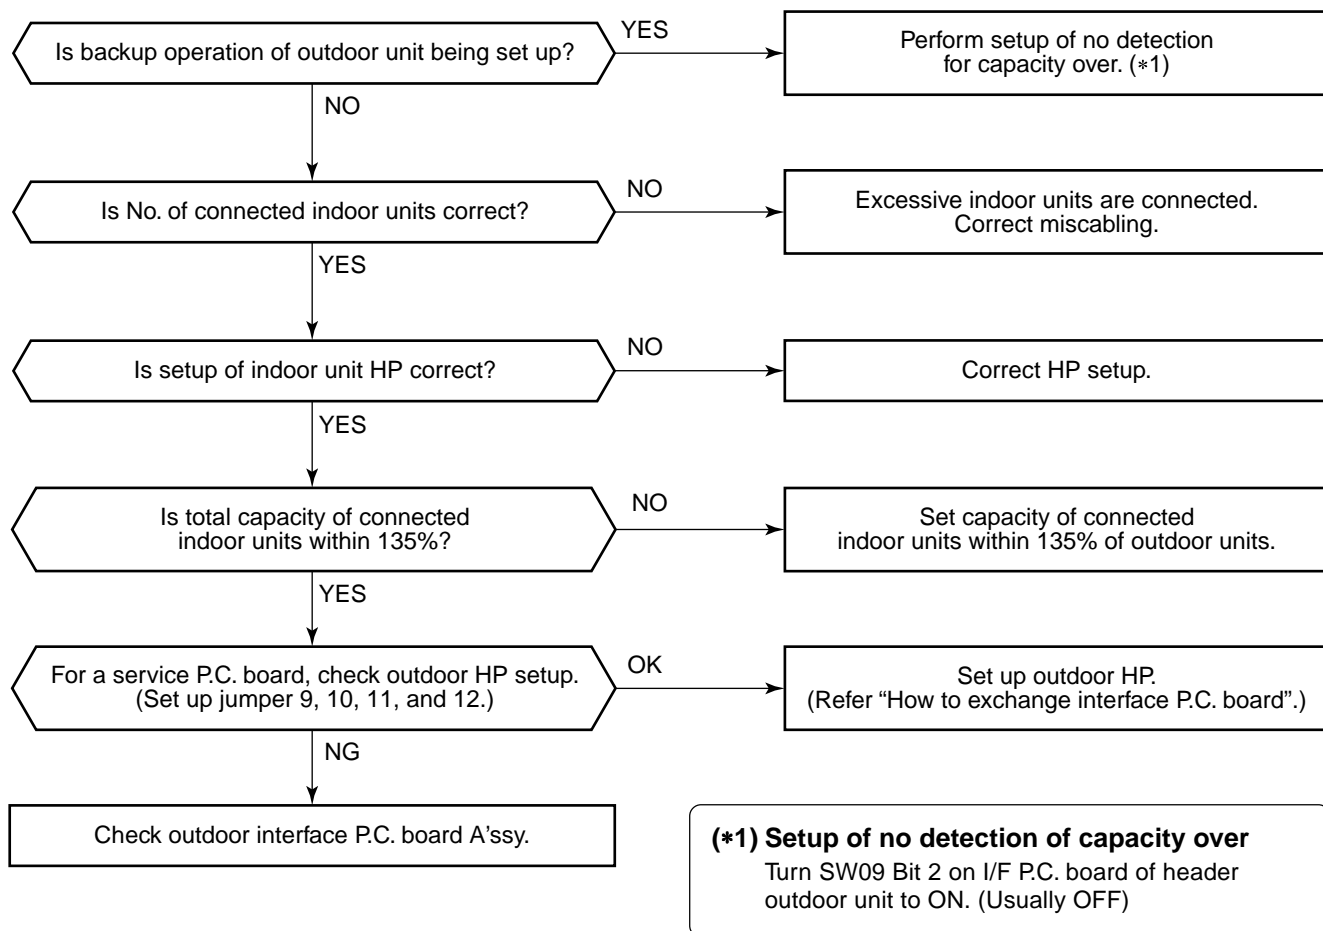 Is backup operation of outdoor unit being set up?
YES
Perform setup of no detection
for capacity over. (*1)
NO
Is No. of connected indoor units correct?
NO
Excessive indoor units are connected.
Correct miscabling.
YES
Is setup of indoor unit HP correct?
NO
Correct HP setup.
YES
Is total capacity of connected
indoor units within 135%?
NO
Set capacity of connected
indoor units within 135% of outdoor units.
YES
For a service P.C. board, check outdoor HP setup.
(Set up jumper 9, 10, 11, and 12.)
OK
Set up outdoor HP.
(Refer “How to exchange interface P.C. board”.)
NG
Check outdoor interface P.C. board A'ssy.
(*1) Setup of no detection of capacity over
Turn SW09 Bit 2 on I/F P.C. board of header
outdoor unit to ON. (Usually OFF)